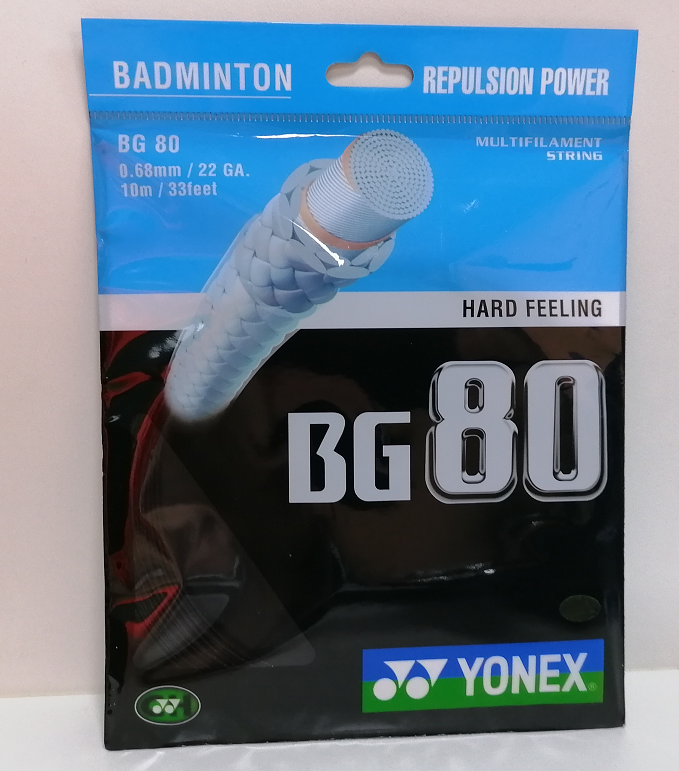 BADMINTON
REPULSION POWER
BG 80
0.68mm / 22 GA.
10m / 33feet
MULTIFILAMENT
STRING
HARD FEELING
BG 80
YONEX®